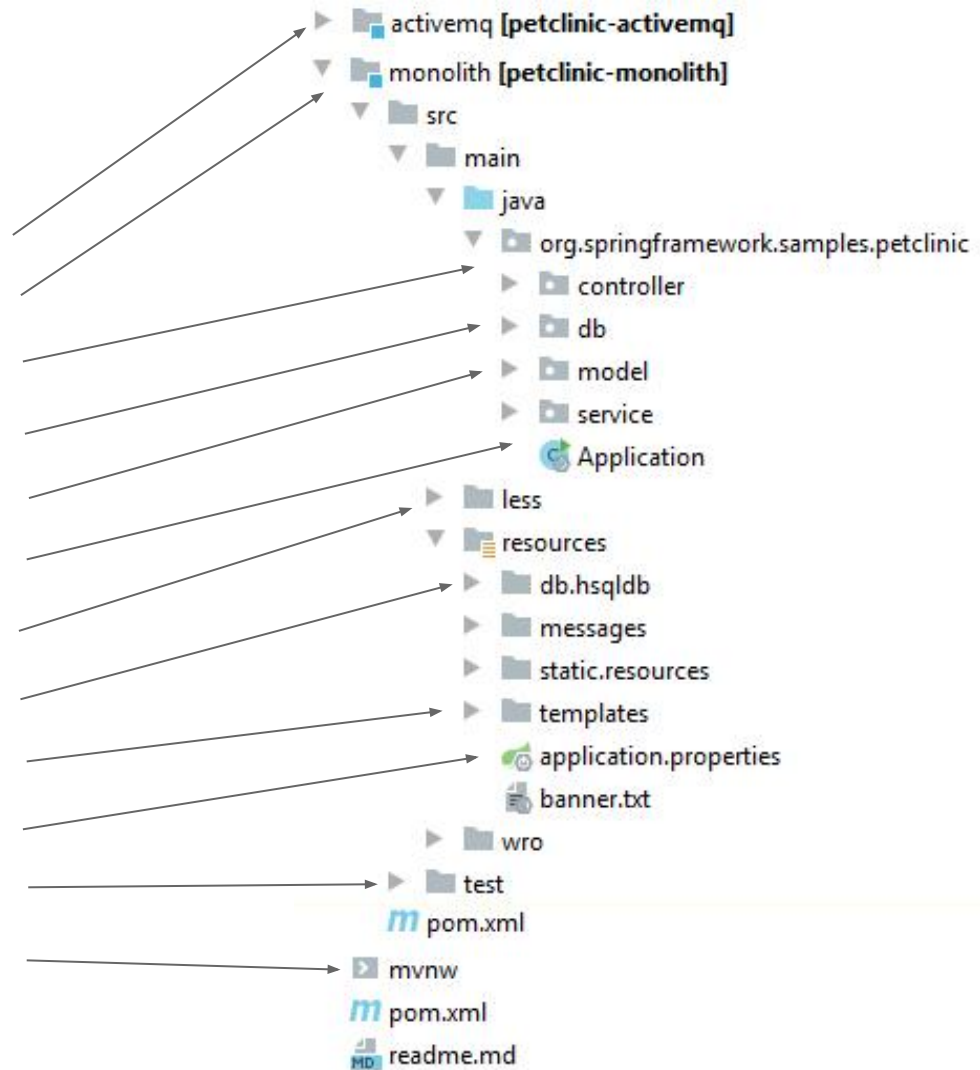 activemq [petclinic-activemq]
monolith [petclinic-monolith]
src
main
java
org.springframework.samples.petclinic
controller
db
model
service
Application
less
resources
db.hsqldb
messages
static.resources
templates
application.properties
banner.txt
wro
test
m pom.xml
mvnw
m pom.xml
MD readme.md